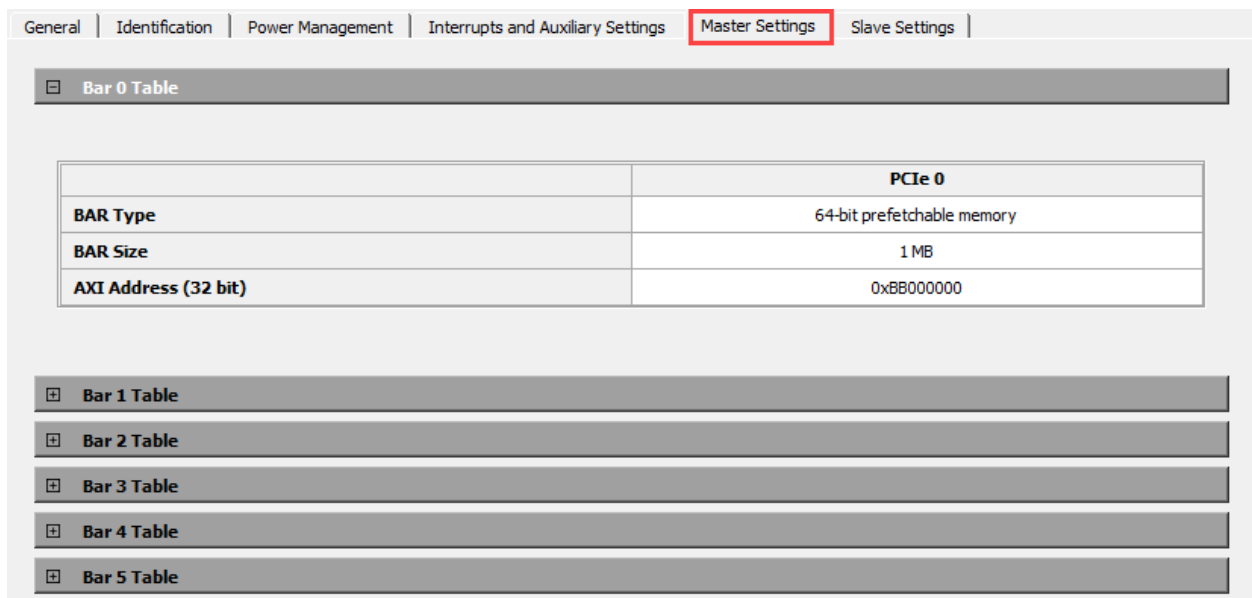 General Identification Power Management Interrupts and Auxiliary Settings Master Settings Slave Settings
Bar 0 Table
PCIe 0
BAR Type 64-bit prefetchable memory
BAR Size 1 MB
AXI Address (32 bit) 0xBB000000
Bar 1 Table
Bar 2 Table
Bar 3 Table
Bar 4 Table
Bar 5 Table